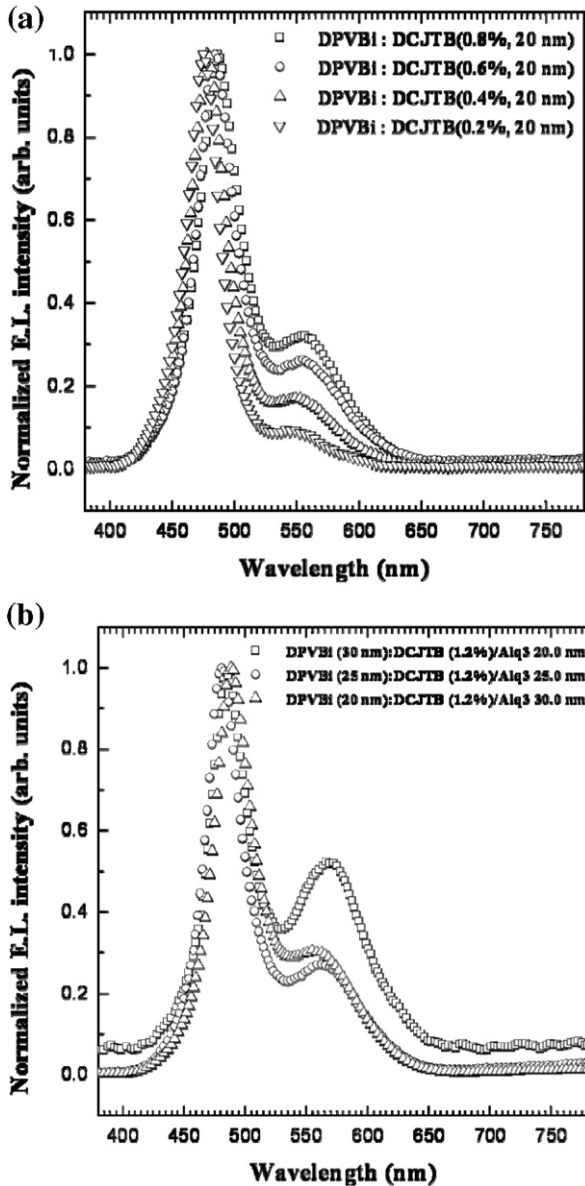 (a)
DPVBi : DCJTB(0.8%, 20 nm)
DPVBi : DCJTB(0.6%, 20 nm)
DPVBi : DCJTB(0.4%, 20 nm)
DPVBi : DCJTB(0.2%, 20 nm)
Normalized E.L. intensity (arb. units)
1.0
0.8
0.6
0.4
0.2
0.0
400 450 500 550 600 650 700 750
Wavelength (nm)
(b)
DPVBi (30 nm):DCJTB (1.2%)/Alq3 20.0 nm
DPVBi (25 nm):DCJTB (1.2%)/Alq3 25.0 nm
DPVBi (20 nm):DCJTB (1.2%)/Alq3 30.0 nm
Normalized E.L. intensity (arb. units)
1.0
0.8
0.6
0.4
0.2
0.0
400 450 500 550 600 650 700 750
Wavelength (nm)